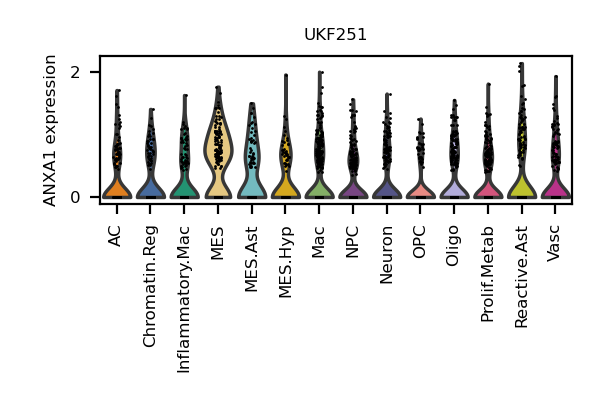 UKF251
ANXA1 expression
2
0
AC
Chromatin.Reg
Inflammatory.Mac
MES
MES.Ast
MES.Hyp
Mac
NPC
Neuron
OPC
Oligo
Prolif.Metab
Reactive.Ast
Vasc